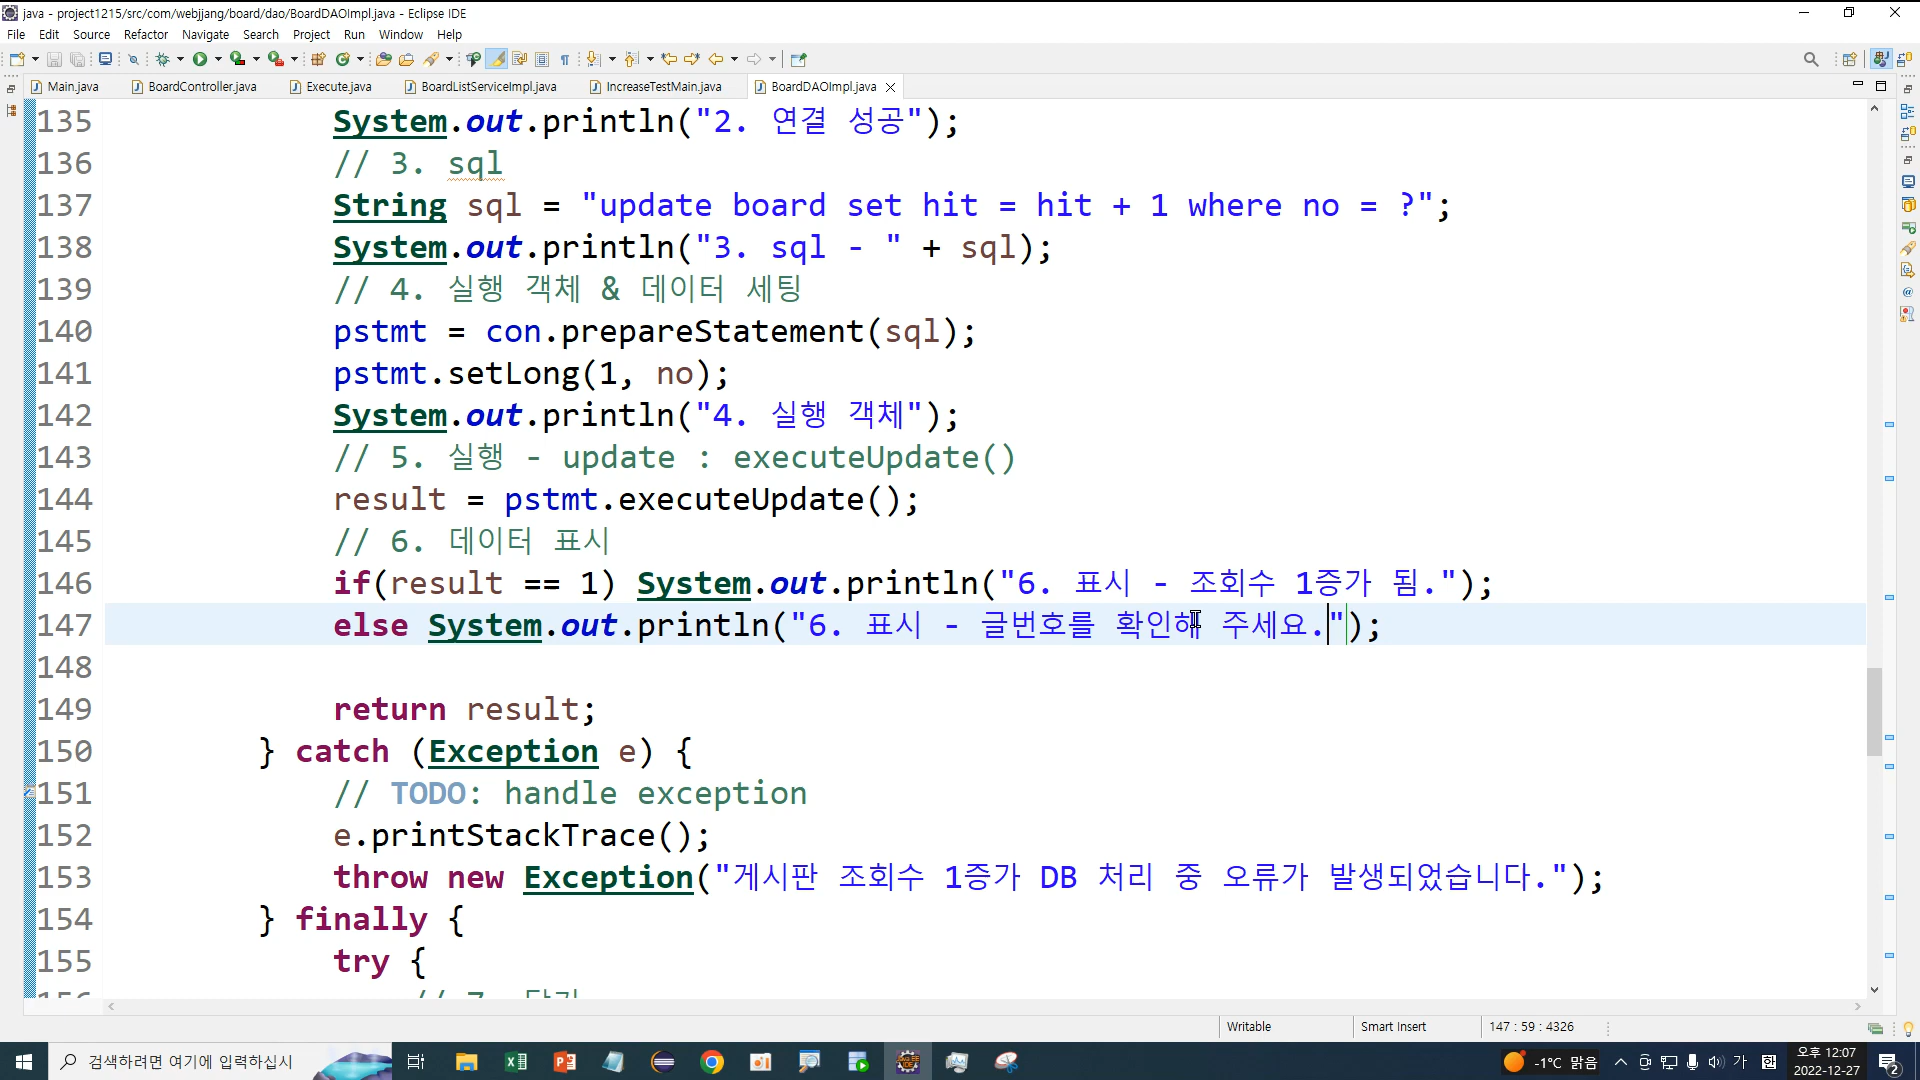 java - project1215/src/com/webjjang/board/dao/BoardDAOImpl.java - Eclipse IDE
File Edit Source Refactor Navigate Search Project Run Window Help
Main.java BoardController.java Execute.java BoardListServiceImpl.java IncreaseTestMain.java BoardDAOImpl.java
135 System.out.println("2. 연결 성공");
136 // 3. sql
137 String sql = "update board set hit = hit + 1 where no = ?";
138 System.out.println("3. sql - " + sql);
139 // 4. 실행 객체 & 데이터 세팅
140 pstmt = con.prepareStatement(sql);
141 pstmt.setLong(1, no);
142 System.out.println("4. 실행 객체");
143 // 5. 실행 - update : executeUpdate()
144 result = pstmt.executeUpdate();
145 // 6. 데이터 표시
146 if(result == 1) System.out.println("6. 표시 - 조회수 1증가 됨.");
147 else System.out.println("6. 표시 - 글번호를 확인해 주세요.");
148
149 return result;
150 } catch (Exception e) {
151 // TODO: handle exception
152 e.printStackTrace();
153 throw new Exception("게시판 조회수 1증가 DB 처리 중 오류가 발생되었습니다.");
154 } finally {
155 try {
156 // 7. 닫기
Writable Smart Insert 147 : 59 : 4326
검색하려면 여기에 입력하십시 -1°C 맑음 가 오후 12:07
2022-12-27 2